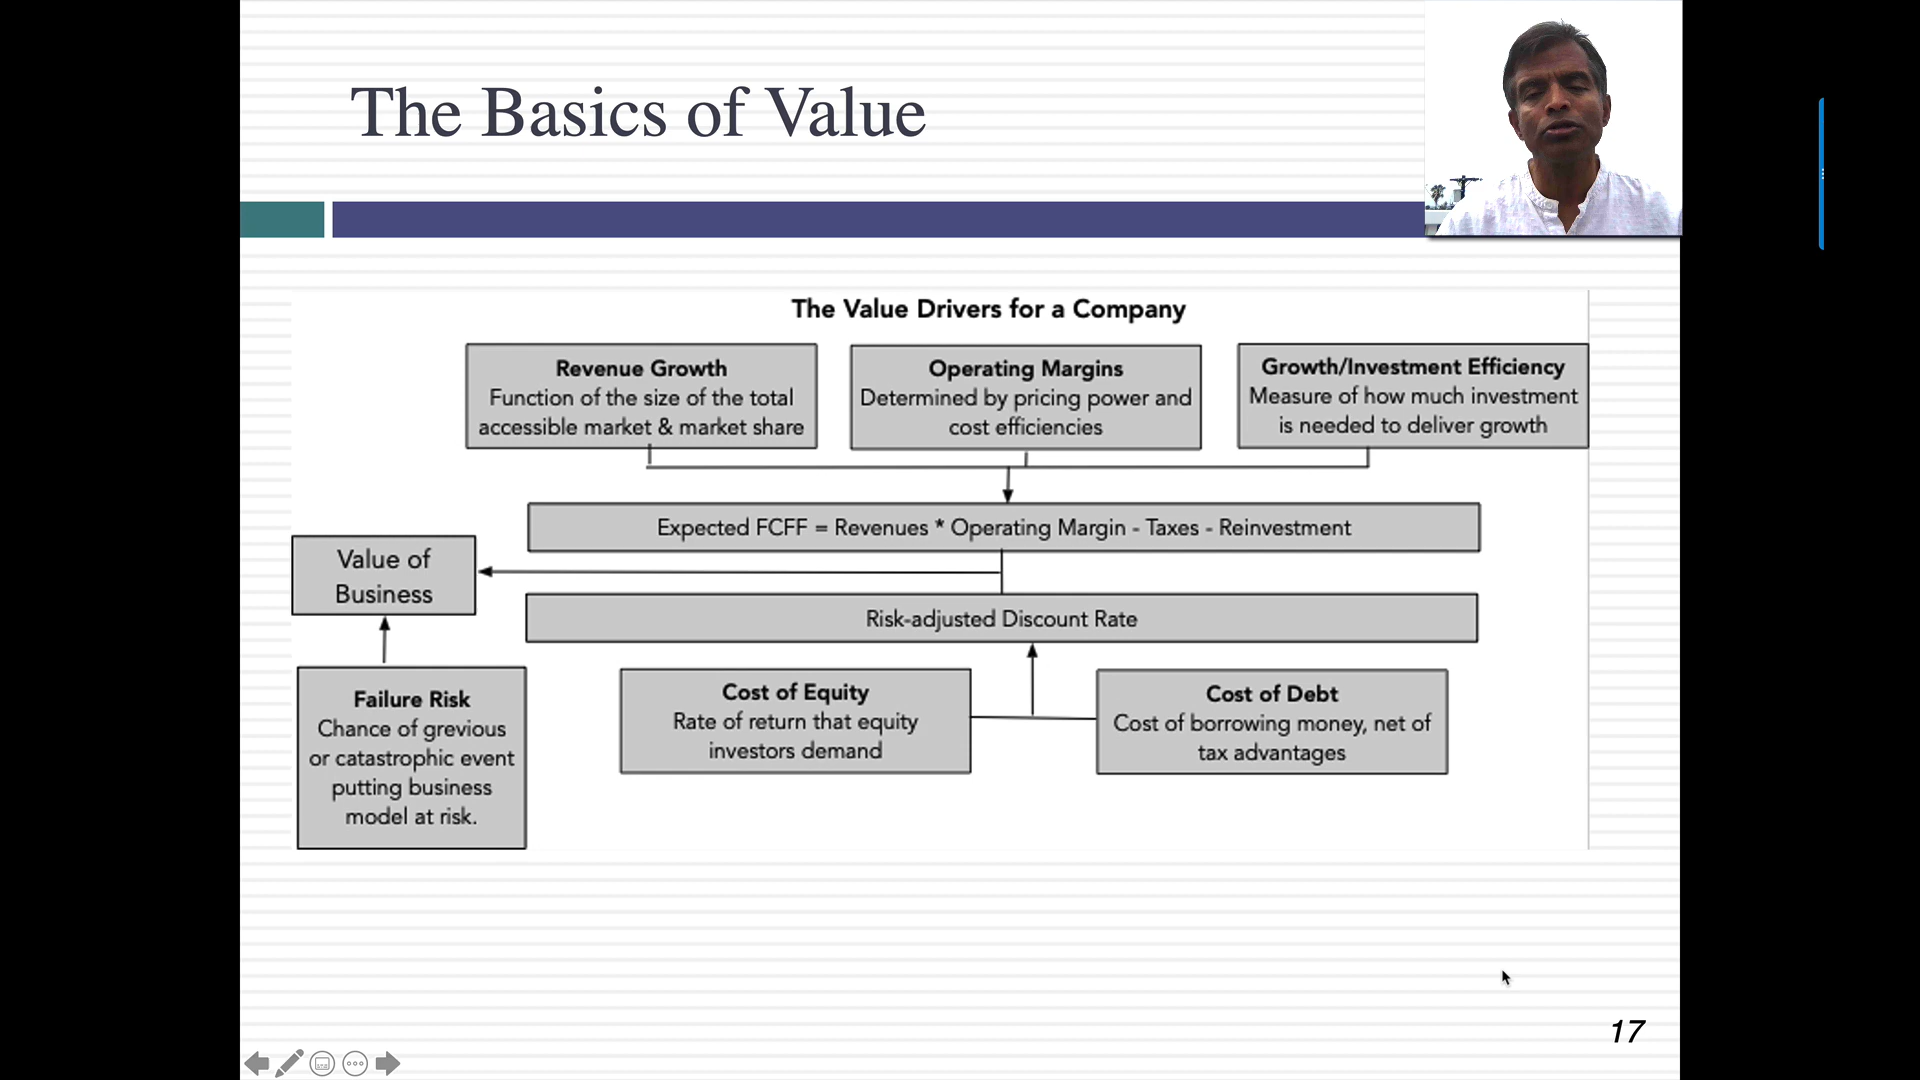 The Basics of Value
The Value Drivers for a Company
Revenue Growth
Function of the size of the total
accessible market & market share
Operating Margins
Determined by pricing power and
cost efficiencies
Growth/Investment Efficiency
Measure of how much investment
is needed to deliver growth
Expected FCFF = Revenues * Operating Margin - Taxes - Reinvestment
Value of
Business
Risk-adjusted Discount Rate
Failure Risk
Chance of grevious
or catastrophic event
putting business
model at risk.
Cost of Equity
Rate of return that equity
investors demand
Cost of Debt
Cost of borrowing money, net of
tax advantages
17